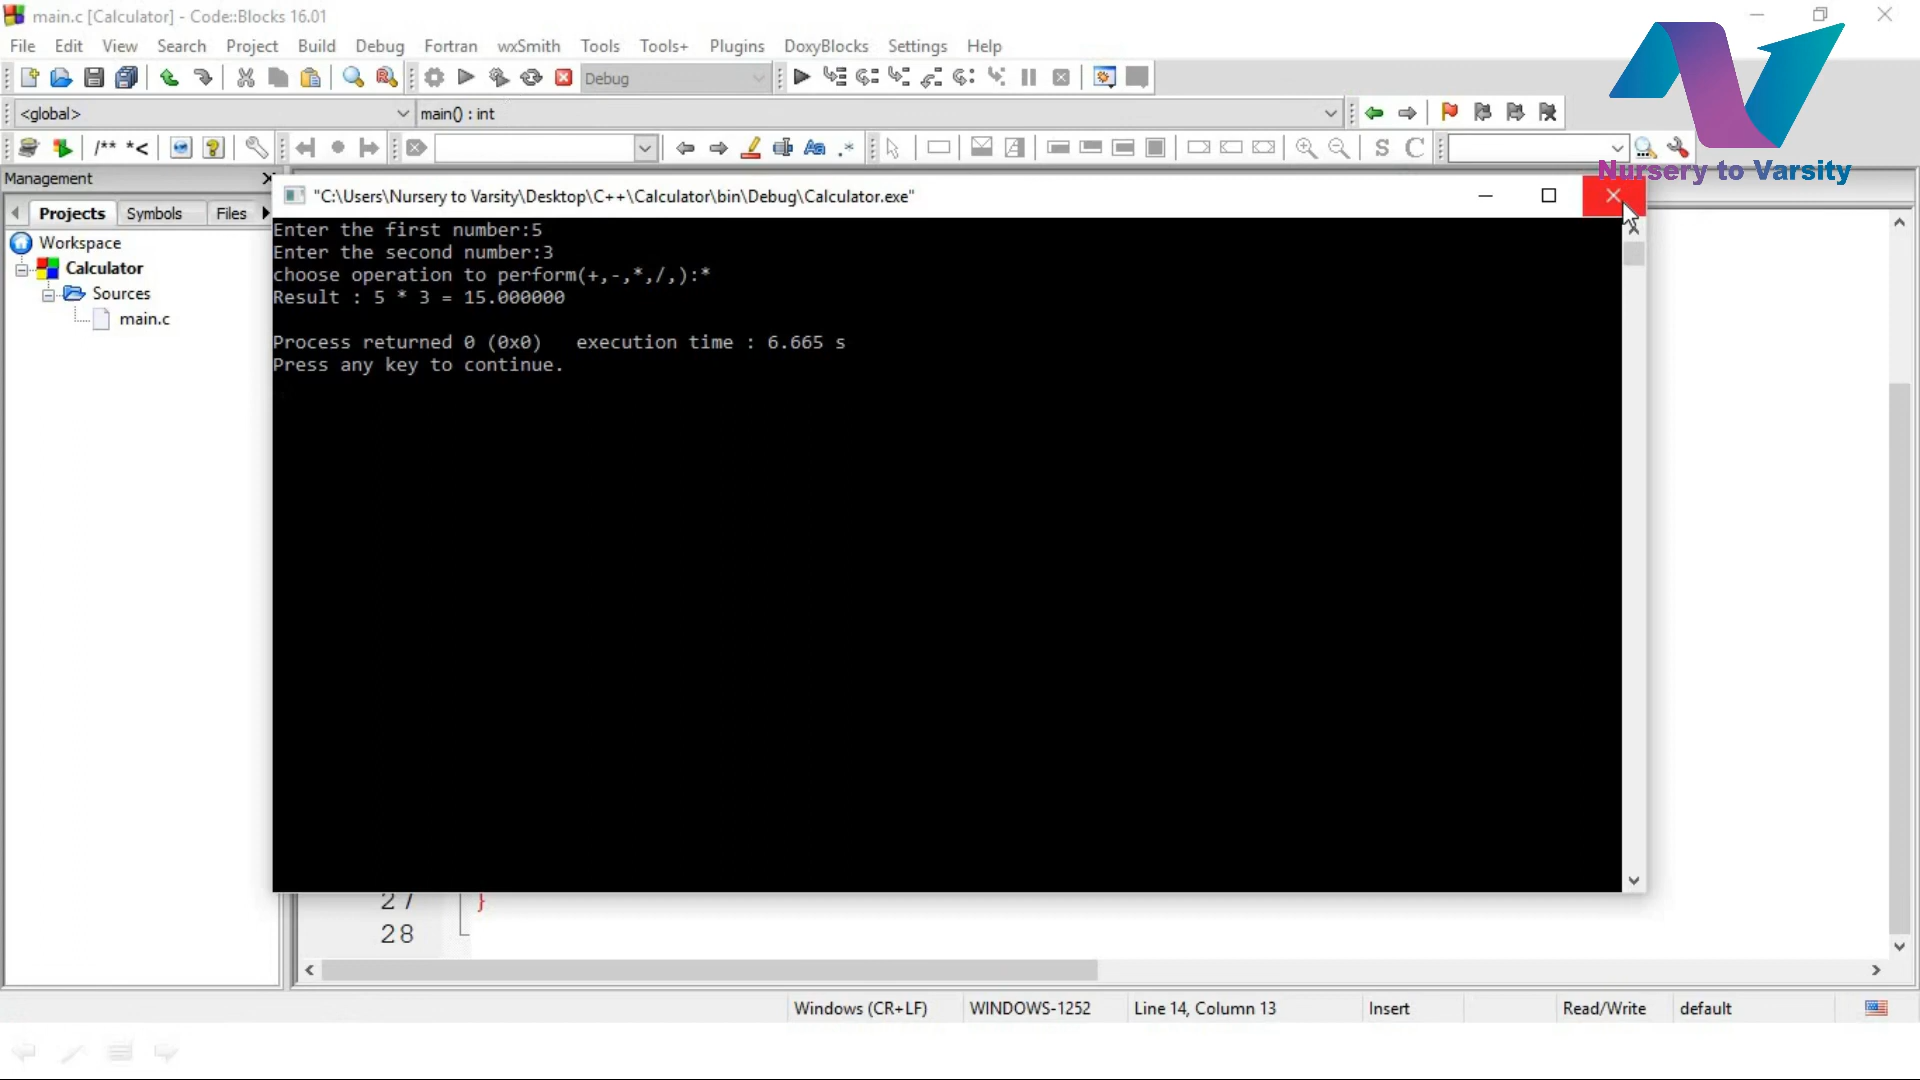 main.c [Calculator] - Code::Blocks 16.01
File Edit View Search Project Build Debug Fortran wxSmith Tools Tools+ Plugins DoxyBlocks Settings Help
Debug
<global> main() : int
/** *< Aa .* S C
Nursery to Varsity
Management
Projects Symbols Files
Workspace
Calculator
Sources
main.c
"C:\Users\Nursery to Varsity\Desktop\C++\Calculator\bin\Debug\Calculator.exe"
Enter the first number:5
Enter the second number:3
choose operation to perform(+,-,*,/,):*
Result : 5 * 3 = 15.000000
Process returned 0 (0x0)   execution time : 6.665 s
Press any key to continue.
27 }
28
Windows (CR+LF) WINDOWS-1252 Line 14, Column 13 Insert Read/Write default